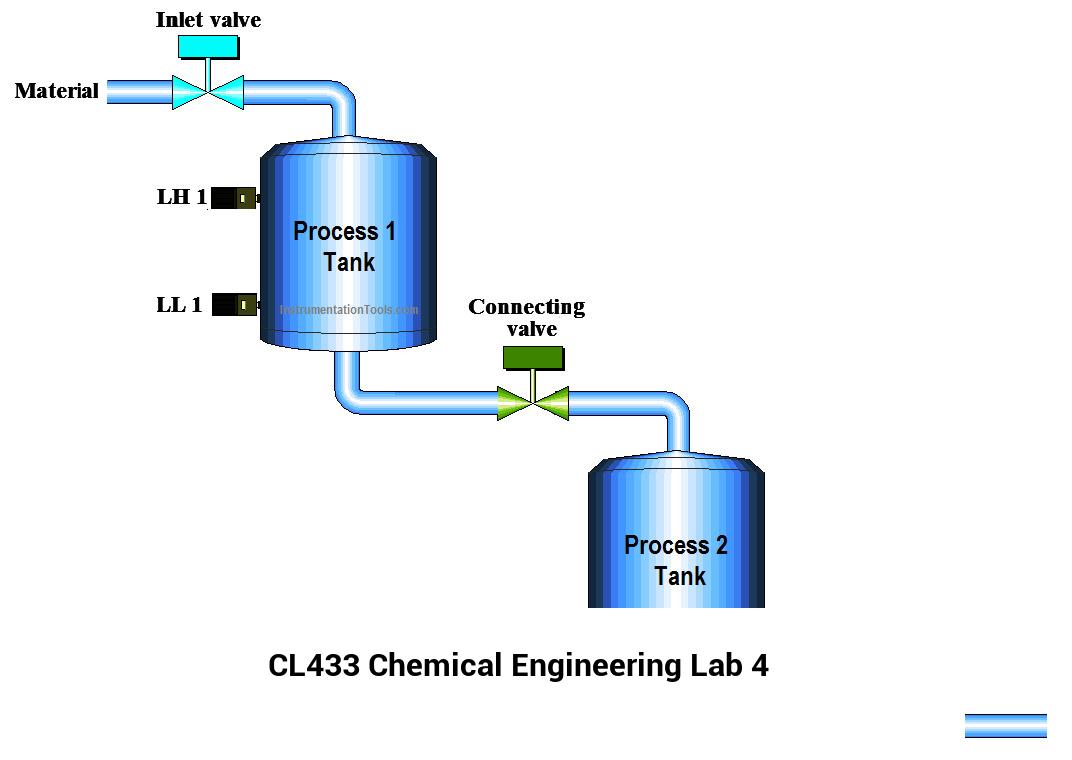 Inlet valve
Material
LH 1
Process 1
Tank
LL 1
InstrumentationTools.com
Connecting
valve
Process 2
Tank
CL433 Chemical Engineering Lab 4